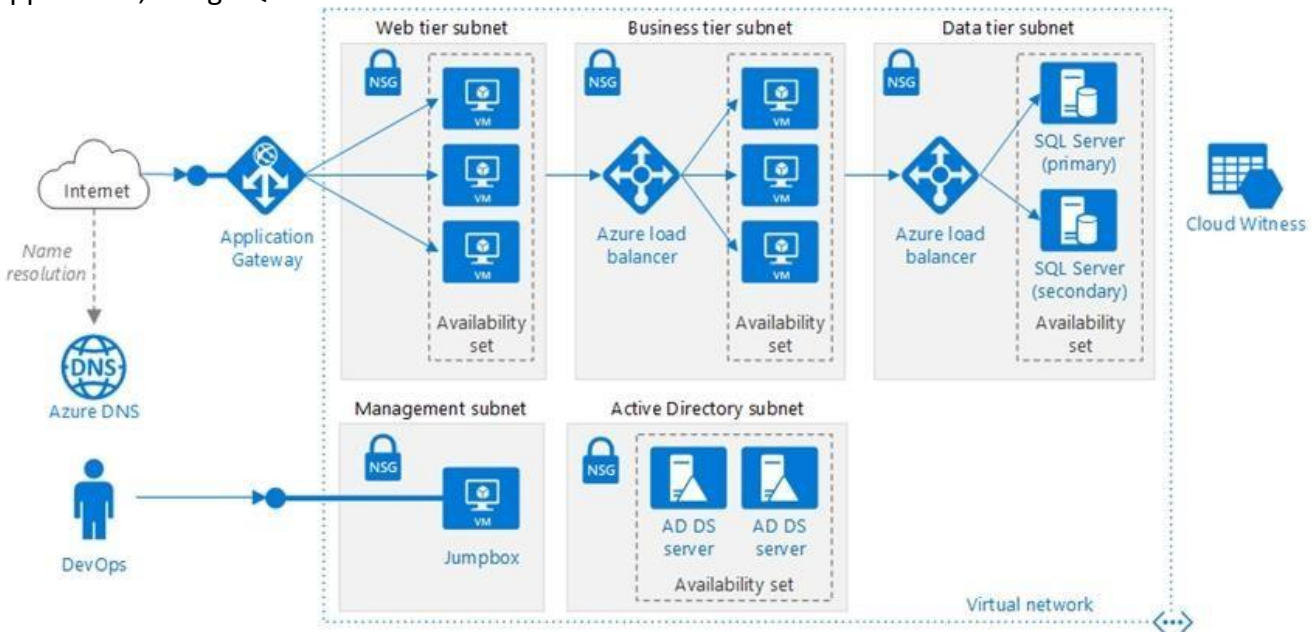 Web tier subnet
Business tier subnet
Data tier subnet
NSG
NSG
NSG
VM
VM
SQL Server
(primary)
Internet
VM
VM
Cloud Witness
Application
Gateway
Azure load
balancer
Azure load
balancer
Name
resolution
VM
VM
SQL Server
(secondary)
Availability
set
Availability
set
Availability
set
DNS
Azure DNS
Management subnet
Active Directory subnet
NSG
NSG
VM
AD DS
server
AD DS
server
DevOps
Jumpbox
Availability set
Virtual network